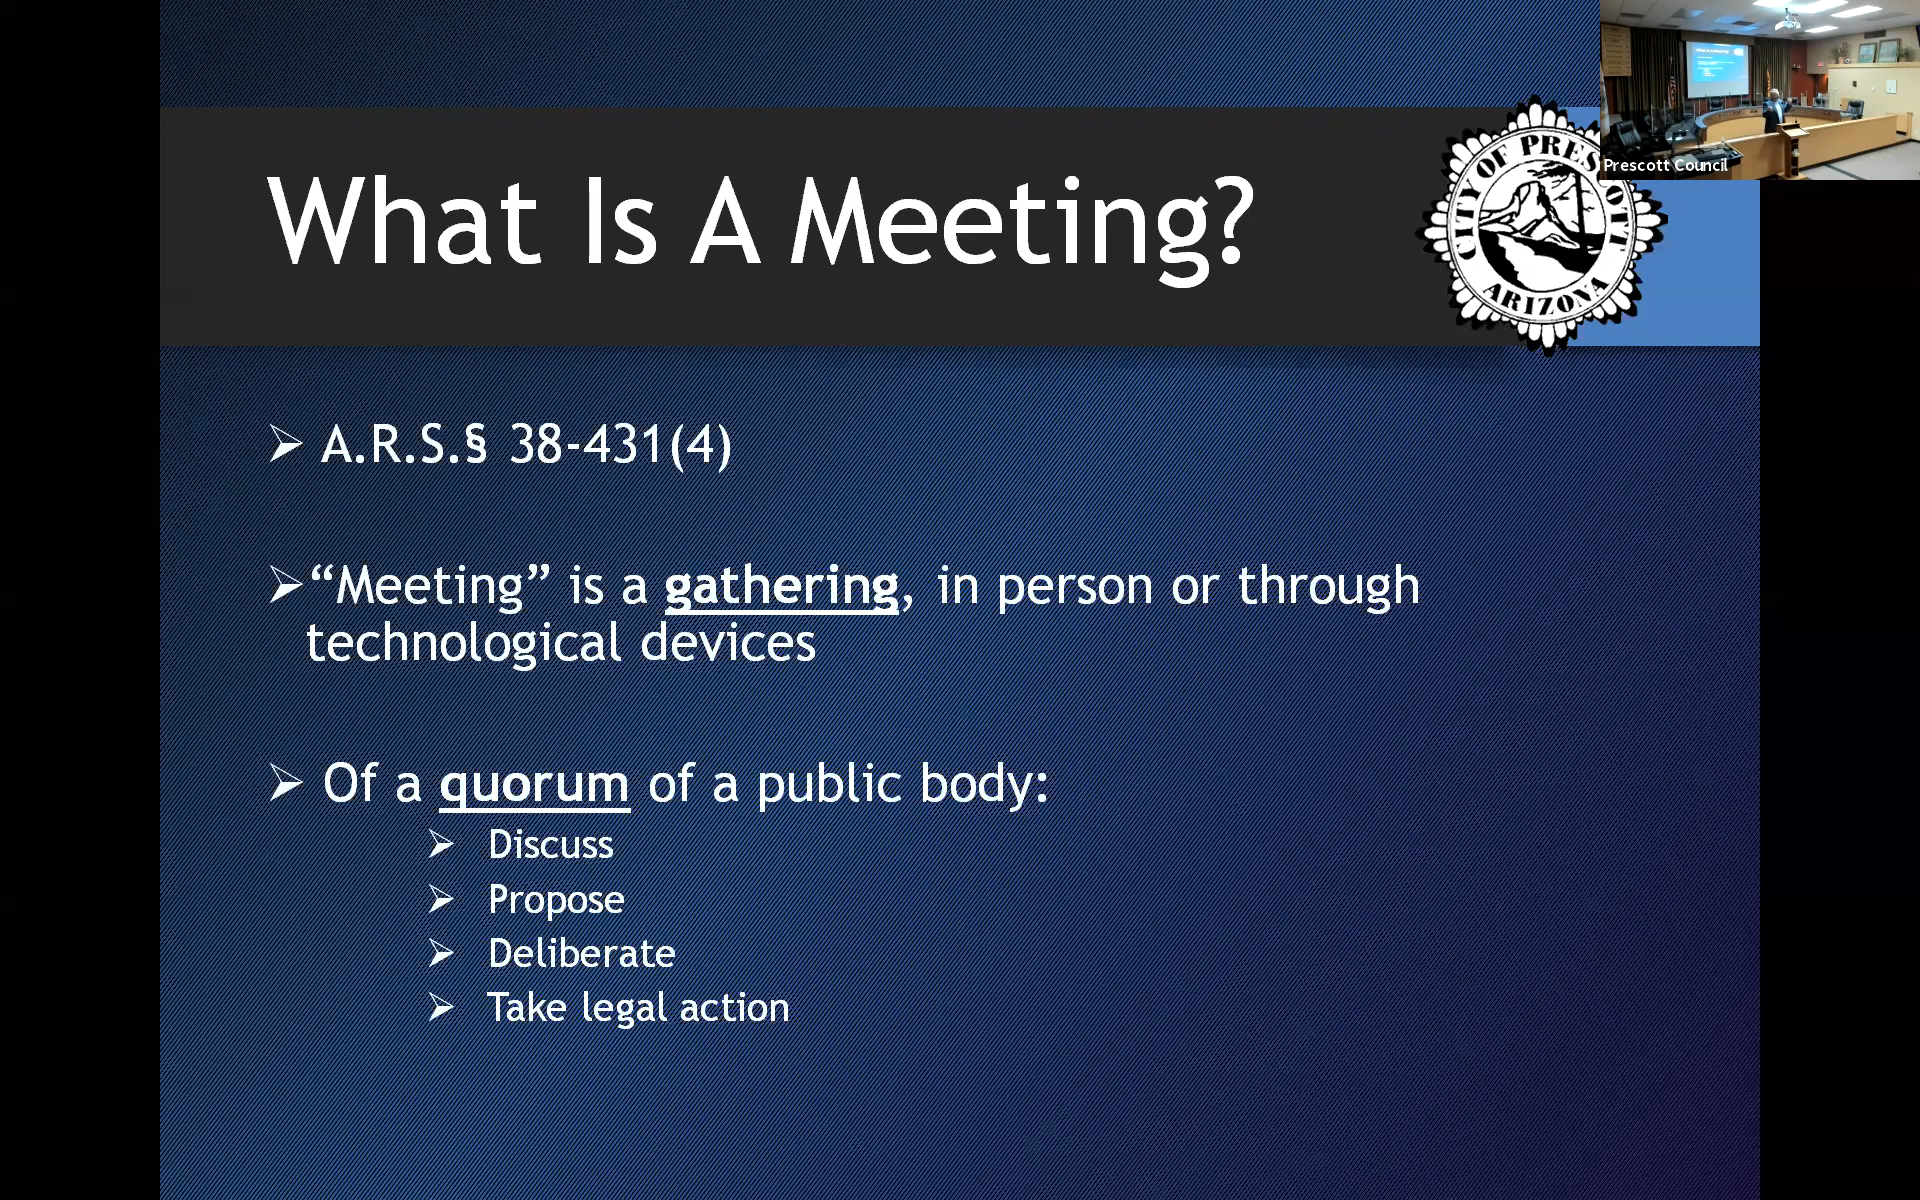 What Is A Meeting?
CITY OF PRESCOTT
ARIZONA
Prescott Council
➢ A.R.S.§ 38-431(4)
➢ “Meeting” is a gathering, in person or through
technological devices
➢ Of a quorum of a public body:
➢ Discuss
➢ Propose
➢ Deliberate
➢ Take legal action